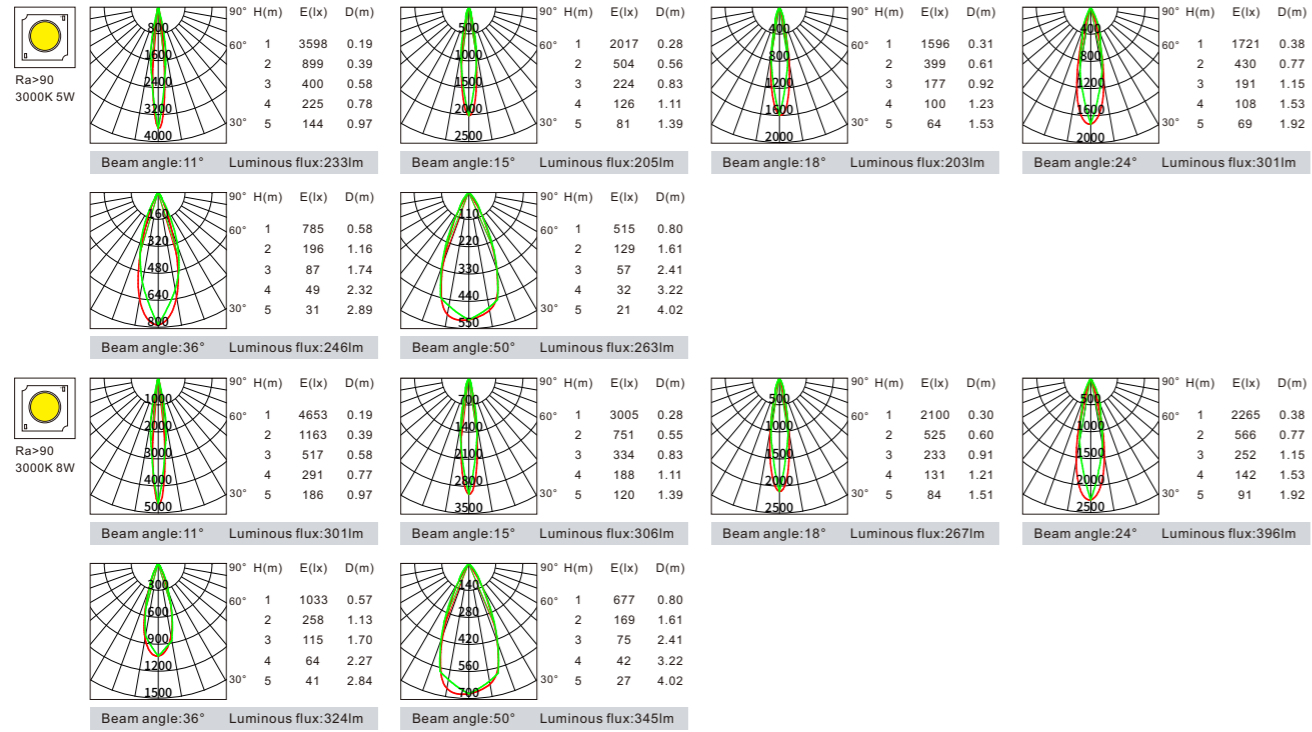 Ra>90
3000K 5W
800
1600
2400
3200
4000
90°
60°
30°
H(m) E(lx) D(m)
1 3598 0.19
2 899 0.39
3 400 0.58
4 225 0.78
5 144 0.97
Beam angle:11° Luminous flux:233lm
500
1000
1500
2000
2500
90°
60°
30°
H(m) E(lx) D(m)
1 2017 0.28
2 504 0.56
3 224 0.83
4 126 1.11
5 81 1.39
Beam angle:15° Luminous flux:205lm
400
800
1200
1600
2000
90°
60°
30°
H(m) E(lx) D(m)
1 1596 0.31
2 399 0.61
3 177 0.92
4 100 1.23
5 64 1.53
Beam angle:18° Luminous flux:203lm
400
800
1200
1600
2000
90°
60°
30°
H(m) E(lx) D(m)
1 1721 0.38
2 430 0.77
3 191 1.15
4 108 1.53
5 69 1.92
Beam angle:24° Luminous flux:301lm
160
320
480
640
800
90°
60°
30°
H(m) E(lx) D(m)
1 785 0.58
2 196 1.16
3 87 1.74
4 49 2.32
5 31 2.89
Beam angle:36° Luminous flux:246lm
110
220
330
440
550
90°
60°
30°
H(m) E(lx) D(m)
1 515 0.80
2 129 1.61
3 57 2.41
4 32 3.22
5 21 4.02
Beam angle:50° Luminous flux:263lm
Ra>90
3000K 8W
1000
2000
3000
4000
5000
90°
60°
30°
H(m) E(lx) D(m)
1 4653 0.19
2 1163 0.39
3 517 0.58
4 291 0.77
5 186 0.97
Beam angle:11° Luminous flux:301lm
700
1400
2100
2800
3500
90°
60°
30°
H(m) E(lx) D(m)
1 3005 0.28
2 751 0.55
3 334 0.83
4 188 1.11
5 120 1.39
Beam angle:15° Luminous flux:306lm
500
1000
1500
2000
2500
90°
60°
30°
H(m) E(lx) D(m)
1 2100 0.30
2 525 0.60
3 233 0.91
4 131 1.21
5 84 1.51
Beam angle:18° Luminous flux:267lm
500
1000
1500
2000
2500
90°
60°
30°
H(m) E(lx) D(m)
1 2265 0.38
2 566 0.77
3 252 1.15
4 142 1.53
5 91 1.92
Beam angle:24° Luminous flux:396lm
300
600
900
1200
1500
90°
60°
30°
H(m) E(lx) D(m)
1 1033 0.57
2 258 1.13
3 115 1.70
4 64 2.27
5 41 2.84
Beam angle:36° Luminous flux:324lm
140
280
420
560
700
90°
60°
30°
H(m) E(lx) D(m)
1 677 0.80
2 169 1.61
3 75 2.41
4 42 3.22
5 27 4.02
Beam angle:50° Luminous flux:345lm